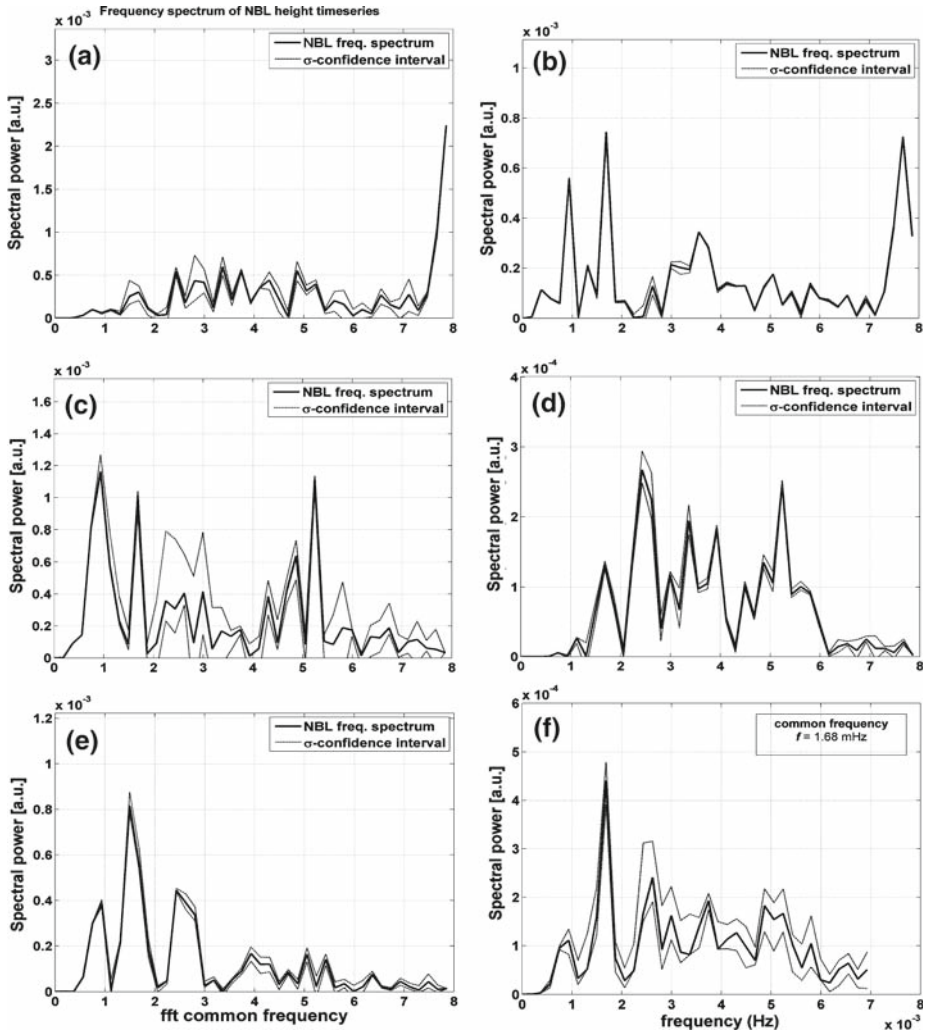 Frequency spectrum of NBL height timeseries
x 10⁻³
(a)
NBL freq. spectrum
σ-confidence interval
Spectral power [a.u.]
3
2.5
2
1.5
1
0.5
0
0 1 2 3 4 5 6 7 8
x 10⁻³
(b)
NBL freq. spectrum
σ-confidence interval
Spectral power [a.u.]
1
0.8
0.6
0.4
0.2
0
0 1 2 3 4 5 6 7 8
x 10⁻³
(c)
NBL freq. spectrum
σ-confidence interval
Spectral power [a.u.]
1.6
1.4
1.2
1
0.8
0.6
0.4
0.2
0
0 1 2 3 4 5 6 7 8
x 10⁻⁴
(d)
NBL freq. spectrum
σ-confidence interval
Spectral power [a.u.]
4
3
2
1
0
0 1 2 3 4 5 6 7 8
x 10⁻³
(e)
NBL freq. spectrum
σ-confidence interval
Spectral power [a.u.]
1.2
1
0.8
0.6
0.4
0.2
0
0 1 2 3 4 5 6 7 8
fft common frequency
x 10⁻⁴
(f)
common frequency
f = 1.68 mHz
Spectral power [a.u.]
6
5
4
3
2
1
0
0 1 2 3 4 5 6 7 8
frequency (Hz)
x 10⁻³